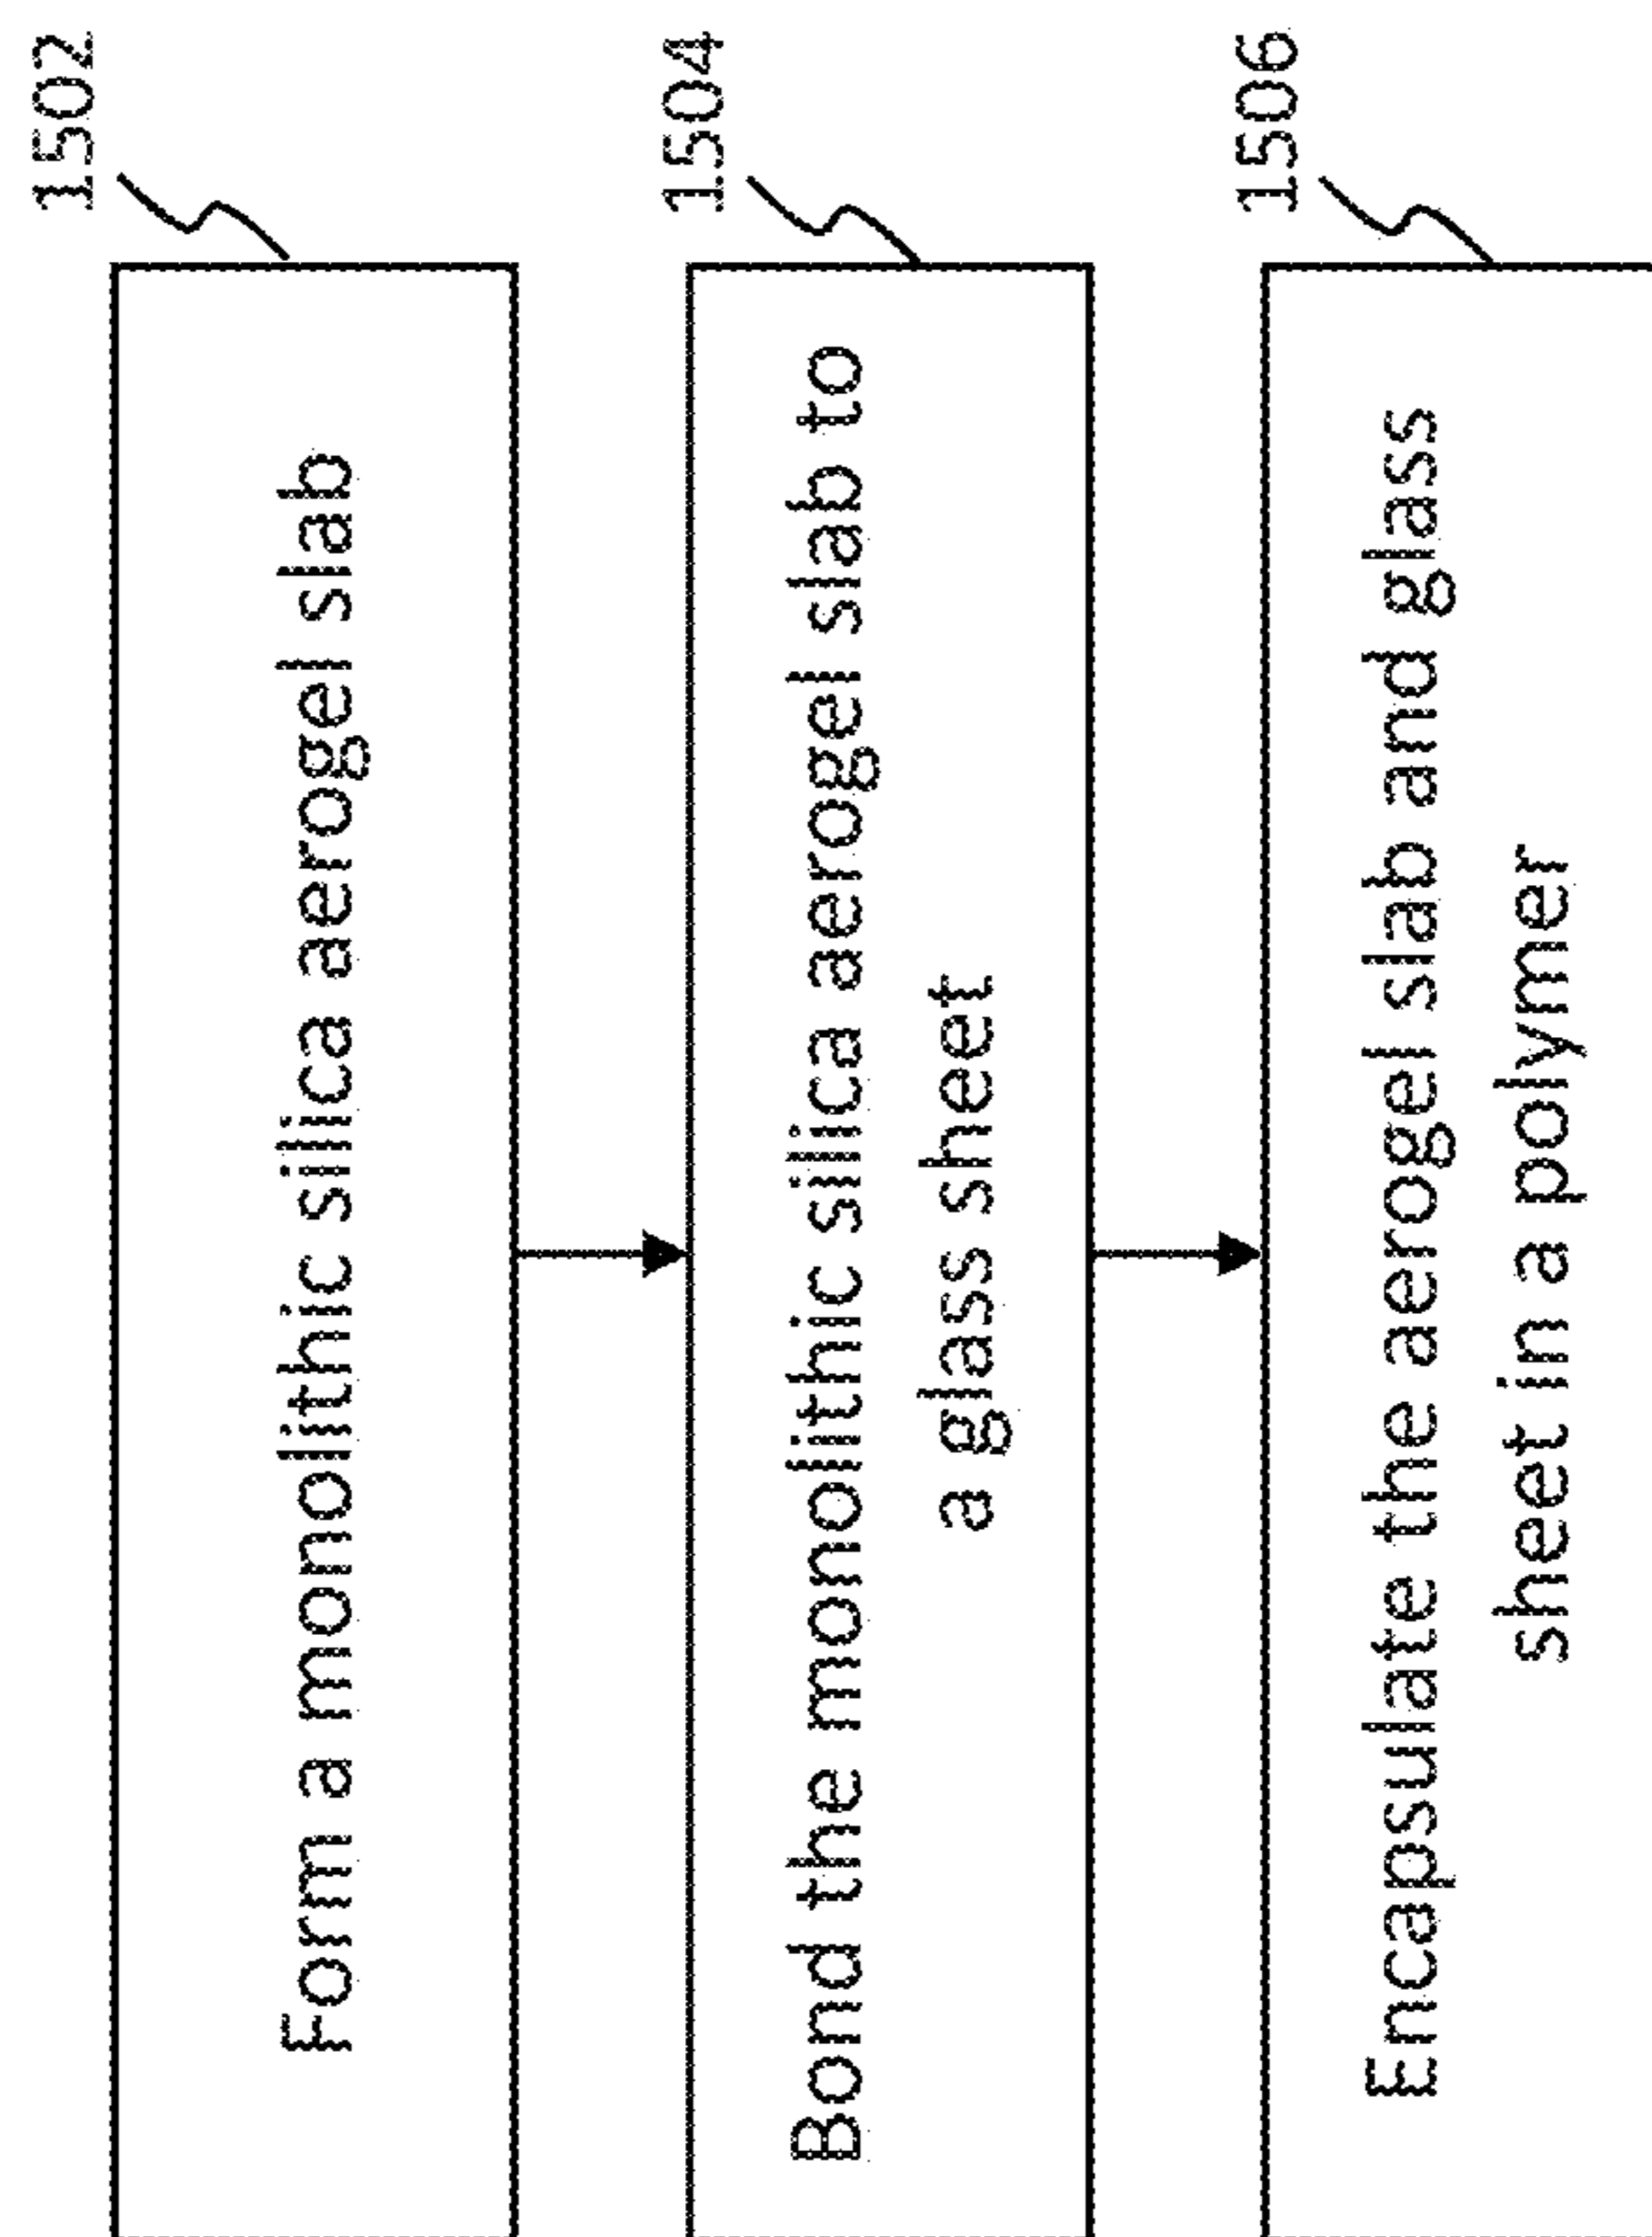 1502
Form a monolithic silica aerogel slab
1504
Bond the monolithic silica aerogel slab to
a glass sheet
1506
Encapsulate the aerogel slab and glass
sheet in a polymer